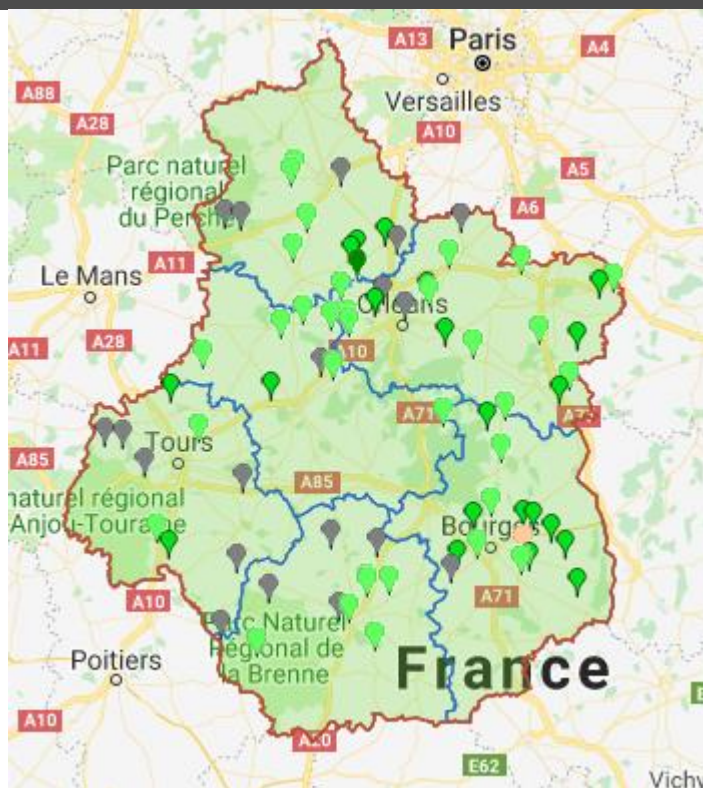 A13
Paris
A4
A88
Versailles
A28
A10
Parc naturel
régional
du Perche
A5
A6
A11
Le Mans
Orléans
A28
A11
A10
A71
A77
Tours
A85
A85
naturel régional
Anjou-Touraine
Bourges
A10
A71
Parc Naturel
Régional de
la Brenne
Poitiers
France
A10
A20
E62
Vichy